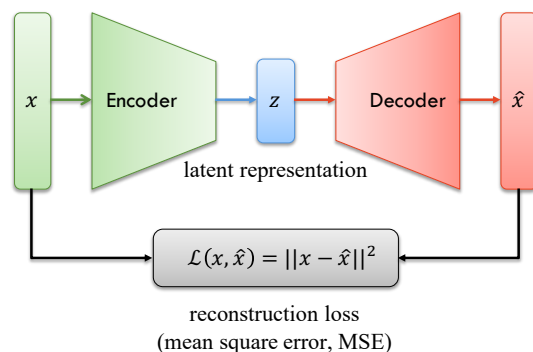 x
Encoder
z
Decoder
x̂
latent representation
ℒ(x, x̂) = ||x − x̂||²
reconstruction loss
(mean square error, MSE)